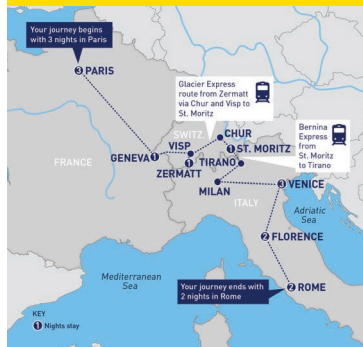 Your journey begins
with 3 nights in Paris
3 PARIS
Glacier Express
route from Zermatt
via Chur and Visp to
St. Moritz
Bernina
Express
from
St. Moritz
to Tirano
SWITZ.
CHUR
VISP
1 ST. MORITZ
FRANCE
GENEVA 1
TIRANO
1
ZERMATT
MILAN
3 VENICE
ITALY
Adriatic
Sea
2
FLORENCE
Mediterranean
Sea
Your journey ends with
2 nights in Rome
2 ROME
KEY
1 Nights stay